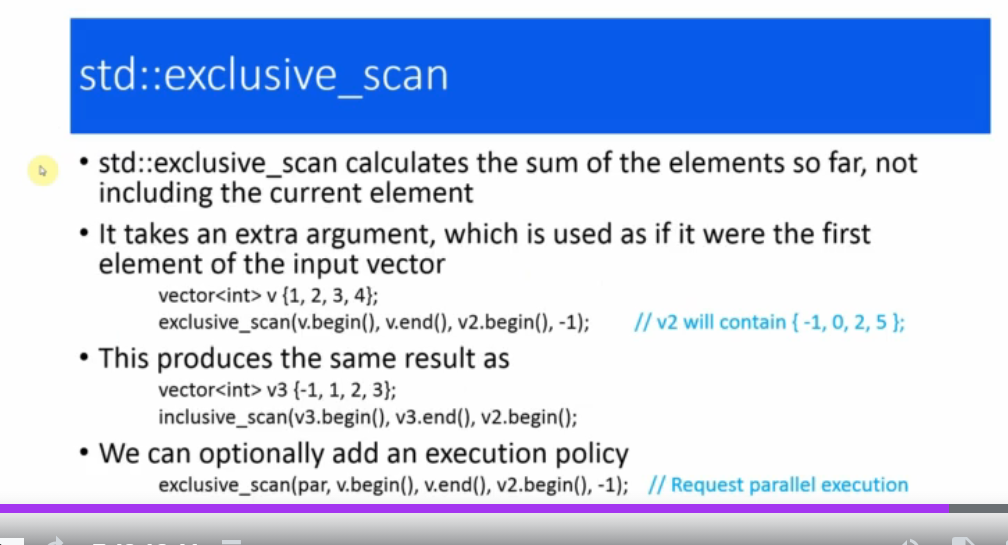 std::exclusive_scan
• std::exclusive_scan calculates the sum of the elements so far, not
including the current element
• It takes an extra argument, which is used as if it were the first
element of the input vector
vector<int> v {1, 2, 3, 4};
exclusive_scan(v.begin(), v.end(), v2.begin(), -1); // v2 will contain { -1, 0, 2, 5 };
• This produces the same result as
vector<int> v3 {-1, 1, 2, 3};
inclusive_scan(v3.begin(), v3.end(), v2.begin();
• We can optionally add an execution policy
exclusive_scan(par, v.begin(), v.end(), v2.begin(), -1); // Request parallel execution